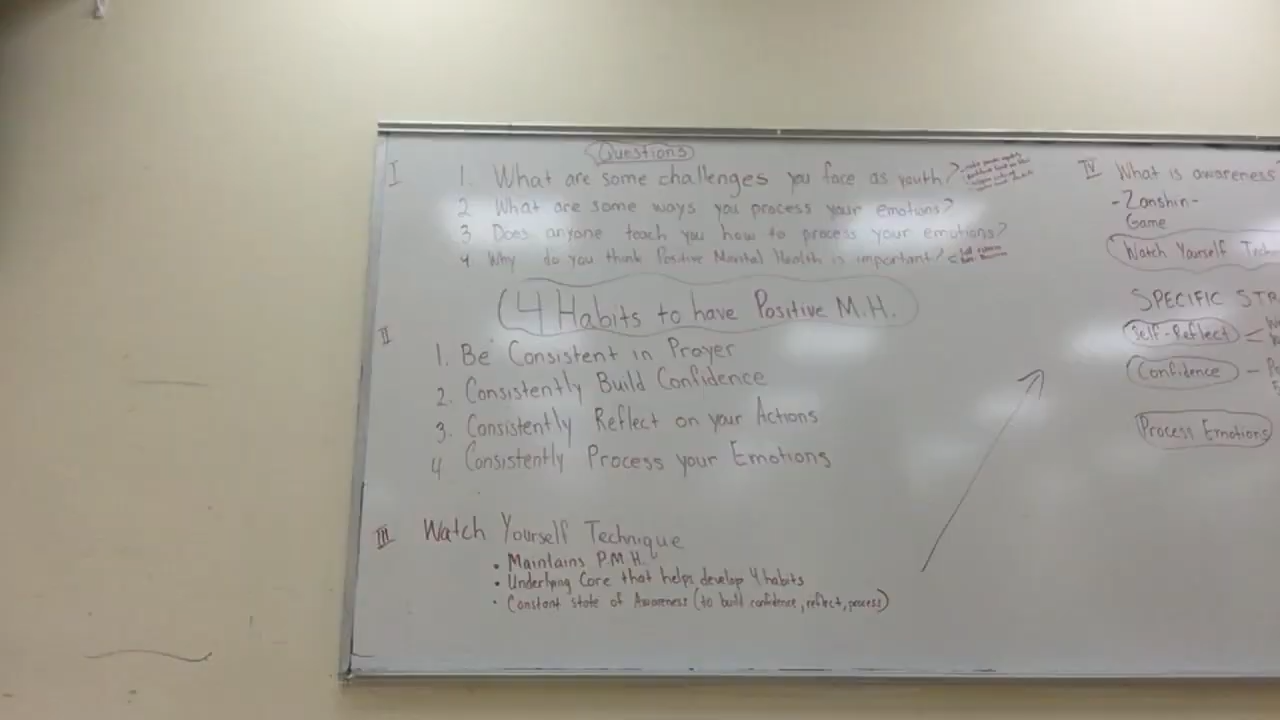 Questions
I
1. What are some challenges you face as youth?
2 What are some ways you process your emotions?
3 Does anyone teach you how to process your emotions?
4 Why do you think Positive Mental Health is important?
4 Habits to have Positive M.H.
II
1. Be Consistent in Prayer
2. Consistently Build Confidence
3. Consistently Reflect on your Actions
4 Consistently Process your Emotions
III Watch Yourself Technique
• Maintains P.M.H.
• Underlying Core that helps develop 4 habits
• Constant state of Awareness (to built confidence, reflect, process)
IV What is awareness
- Zanshin -
Game
Watch Yourself Techn
SPECIFIC STR
Self-Reflect
Confidence -
Process Emotions